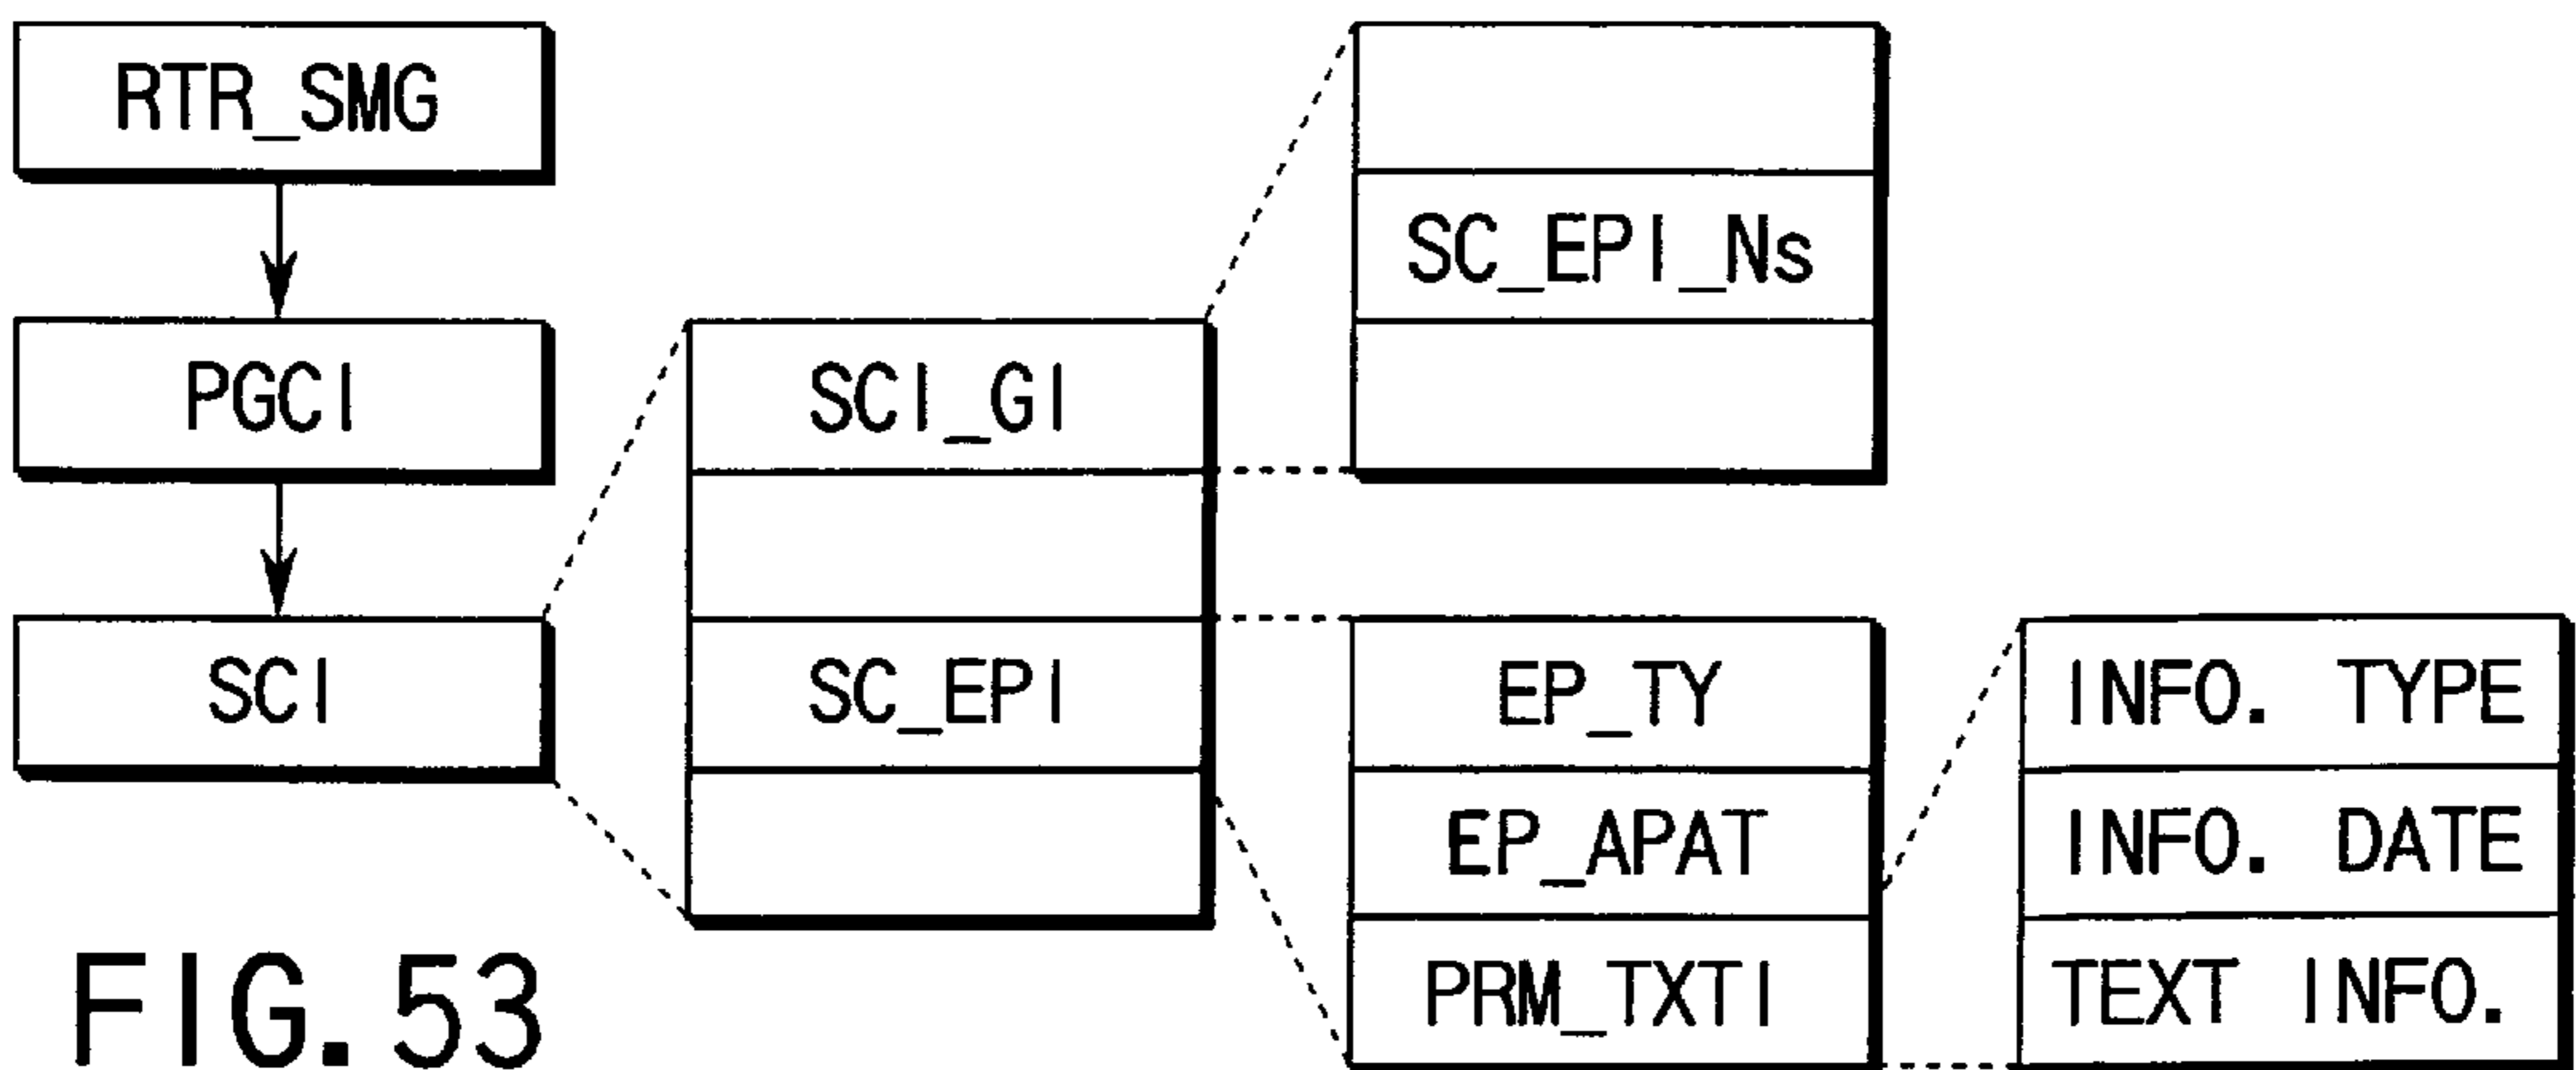 RTR_SMG
PGCI
SCI
SCI_GI
SC_EPI
SC_EPI_Ns
EP_TY
EP_APAT
PRM_TXTI
INFO. TYPE
INFO. DATE
TEXT INFO.
FIG. 53